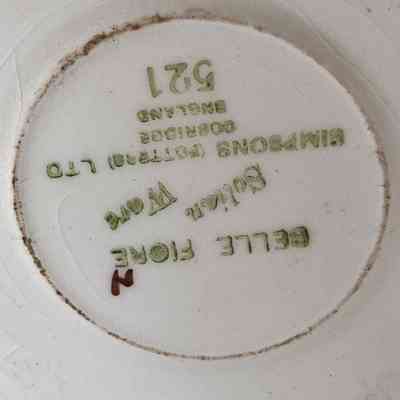 BELLE FIORE
Solian Ware
SIMPSONS (POTTERS) LTD
COBRIDGE
ENGLAND
521